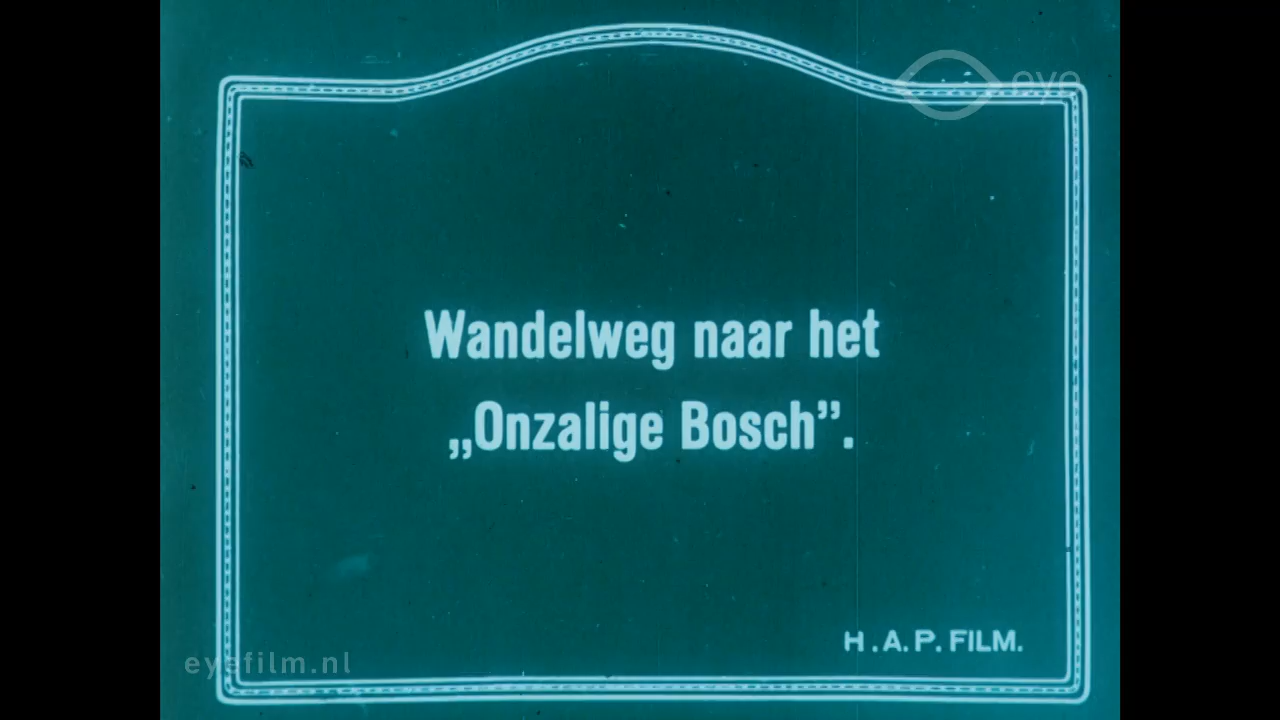 eye
Wandelweg naar het
„Onzalige Bosch”.
H.A.P. FILM.
eyefilm.nl